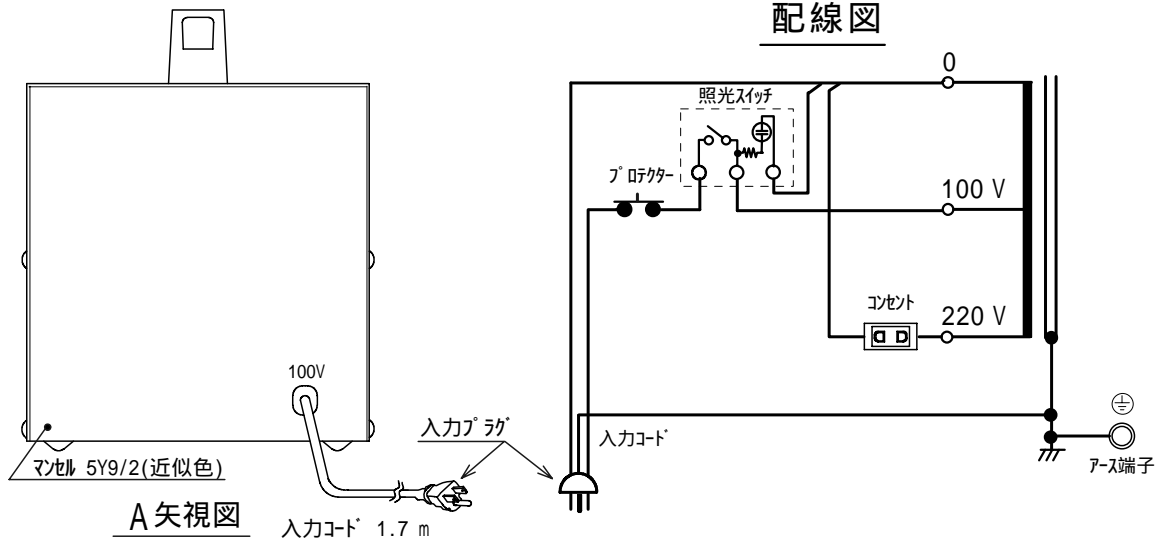 配線図
0
照光ｽｲｯﾁ
ﾌﾟﾛﾃｸﾀｰ
100 V
ｺﾝｾﾝﾄ
220 V
100V
入力ﾌﾟﾗｸﾞ
入力ｺｰﾄﾞ
ｱｰｽ端子
ﾏﾝｾﾙ 5Y9/2(近似色)
A矢視図
入力ｺｰﾄﾞ 1.7 m